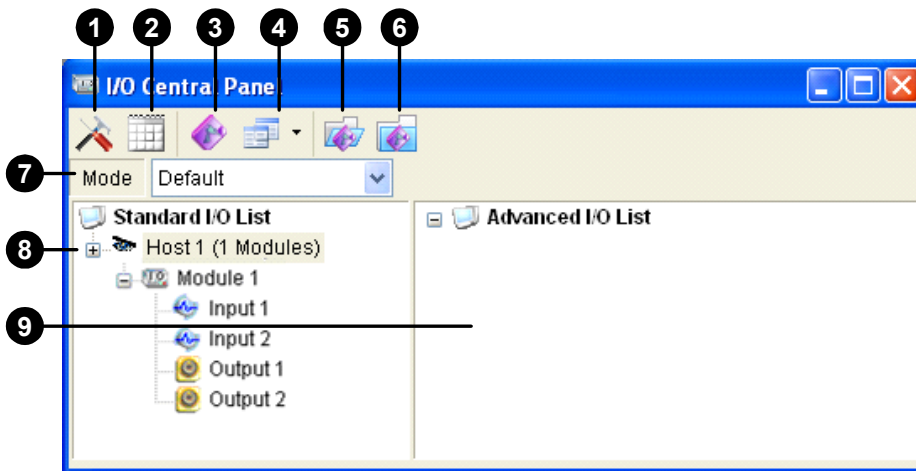 1 2 3 4 5 6
I/O Central Panel
7 Mode Default
Standard I/O List Advanced I/O List
8 Host 1 (1 Modules)
Module 1
Input 1
9 Input 2
Output 1
Output 2